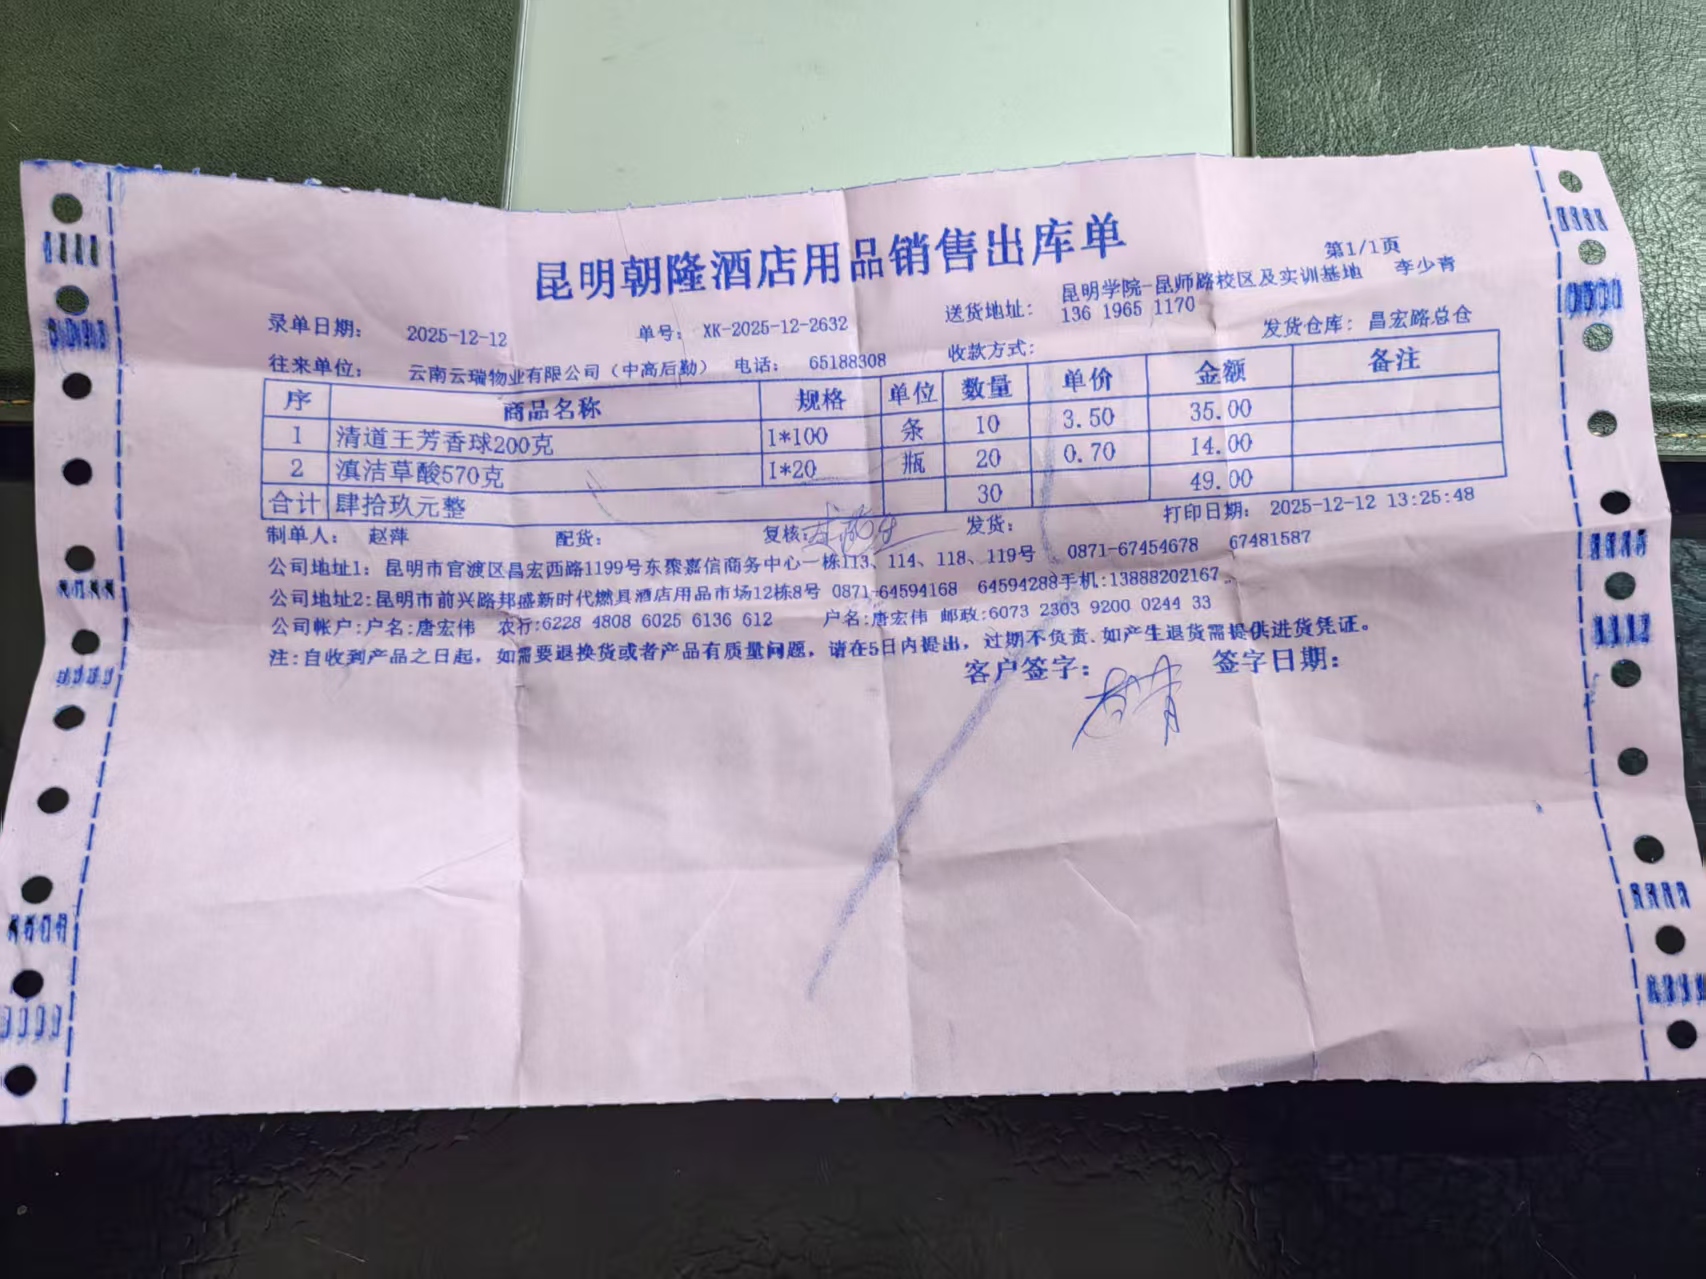 昆明朝隆酒店用品销售出库单
第1/1页
录单日期： 2025-12-12 单号： XK-2025-12-2632 送货地址： 昆明学院-昆师路校区及实训基地 李少青
136 1965 1170
往来单位： 云南云瑞物业有限公司（中高后勤） 电话： 65188308 收款方式： 发货仓库： 昌宏路总仓
序 商品名称 规格 单位 数量 单价 金额 备注
1 清道王芳香球200克 1*100 条 10 3.50 35.00
2 滇洁草酸570克 1*20 瓶 20 0.70 14.00
合计 肆拾玖元整 30 49.00
制单人： 赵萍 配货： 复核： 发货： 打印日期： 2025-12-12 13:25:48
公司地址1：昆明市官渡区昌宏西路1199号东聚嘉信商务中心一栋113、114、118、119号 0871-67454678 67481587
公司地址2:昆明市前兴路邦盛新时代燃具酒店用品市场12栋8号 0871-64594168 64594288手机:13888202167
公司帐户:户名:唐宏伟 农行:6228 4808 6025 6136 612 户名:唐宏伟 邮政:6073 2303 9200 0244 33
注:自收到产品之日起，如需要退换货或者产品有质量问题，请在5日内提出，过期不负责.如产生退货需提供进货凭证。
客户签字： 签字日期：